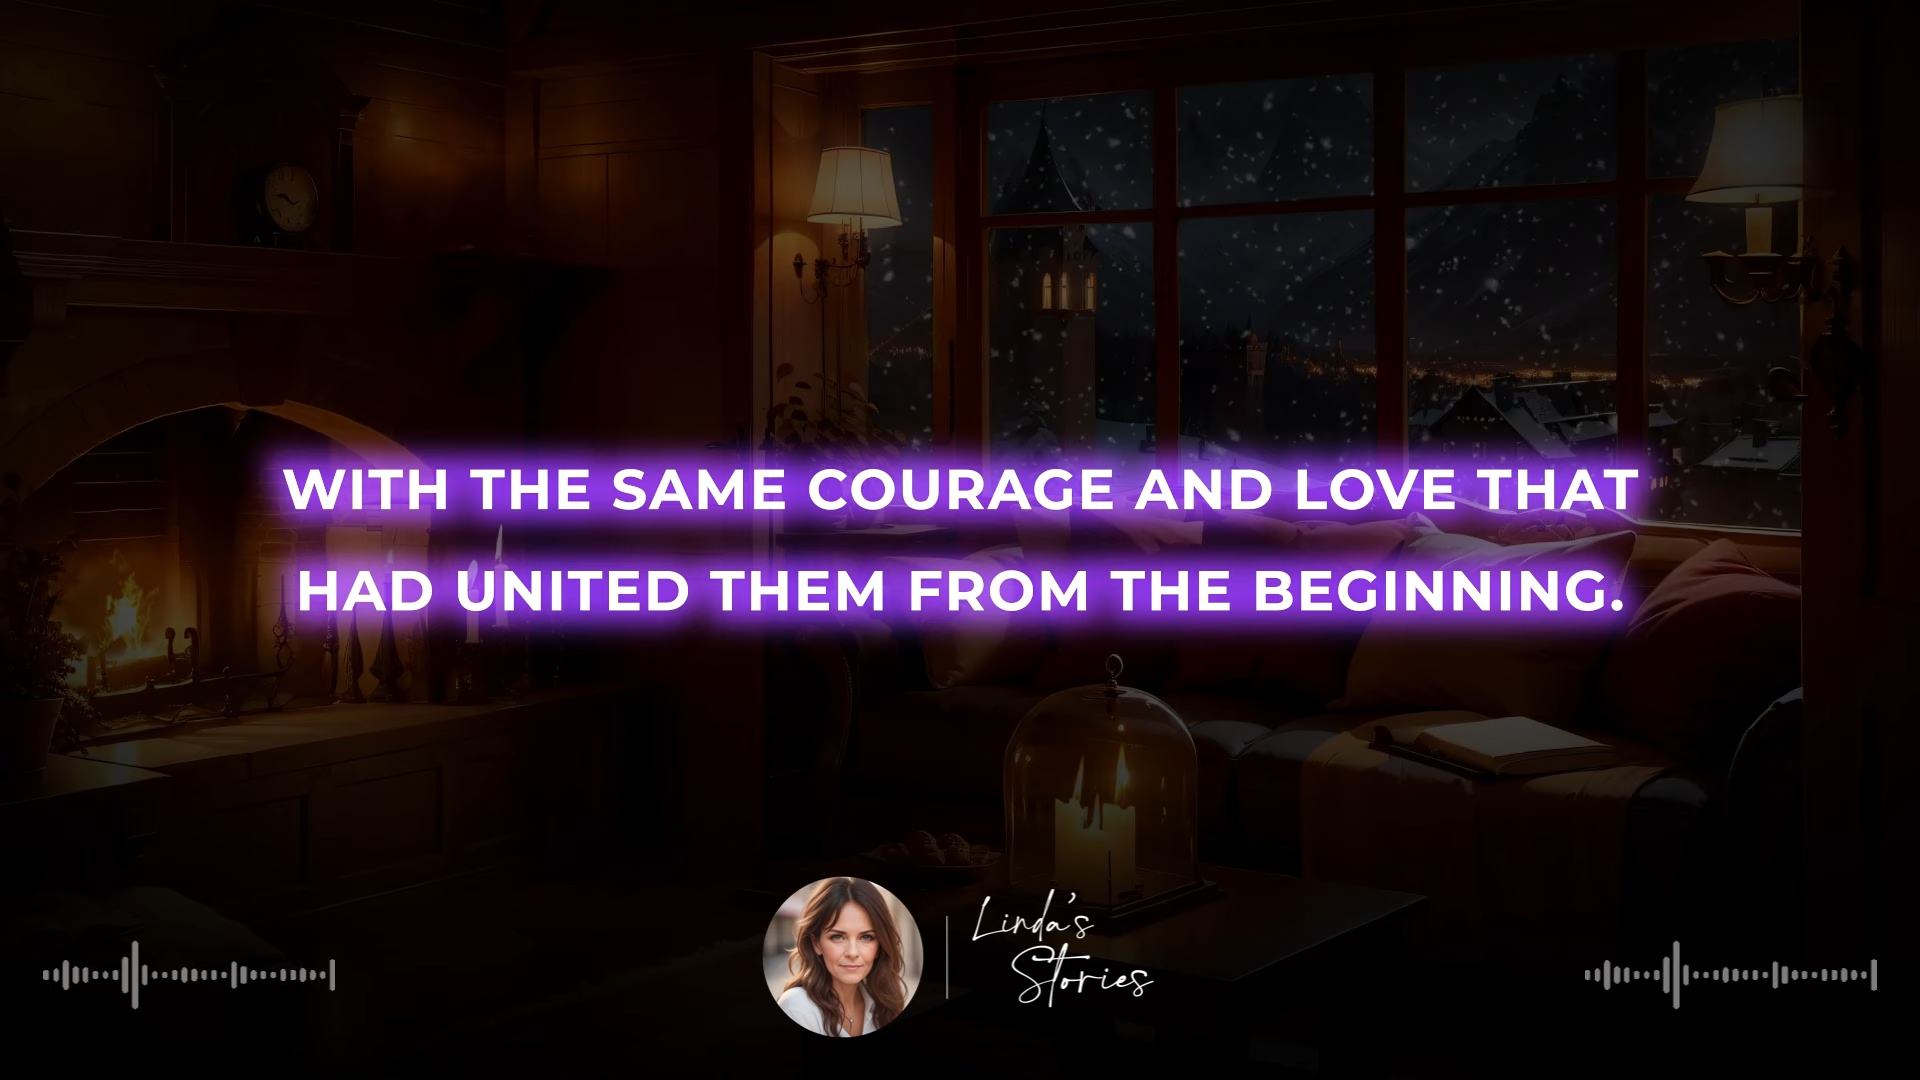 WITH THE SAME COURAGE AND LOVE THAT
HAD UNITED THEM FROM THE BEGINNING.
Linda's
Stories